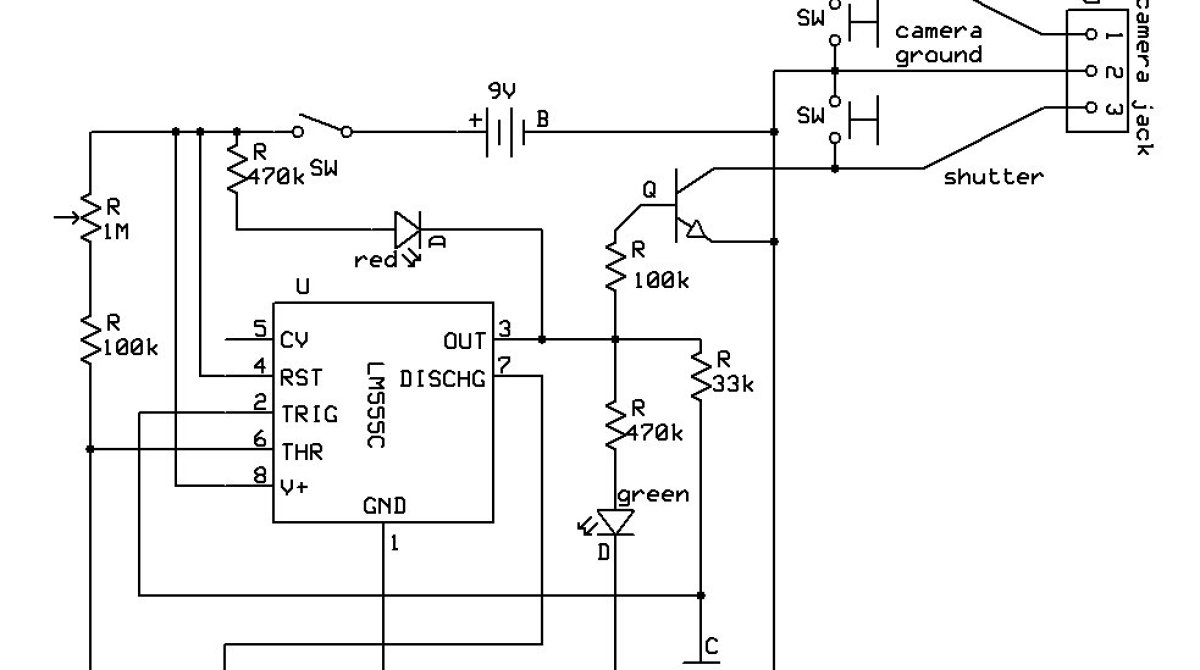 SW
camera
ground
1
2
3
camera jack
9V
+
B
SW
R
470k
SW
shutter
Q
R
1M
red
D
R
100k
U
R
100k
5
CV
OUT
3
4
RST
DISCHG
7
R
33k
LM555C
2
TRIG
R
470k
6
THR
8
V+
green
GND
1
D
C